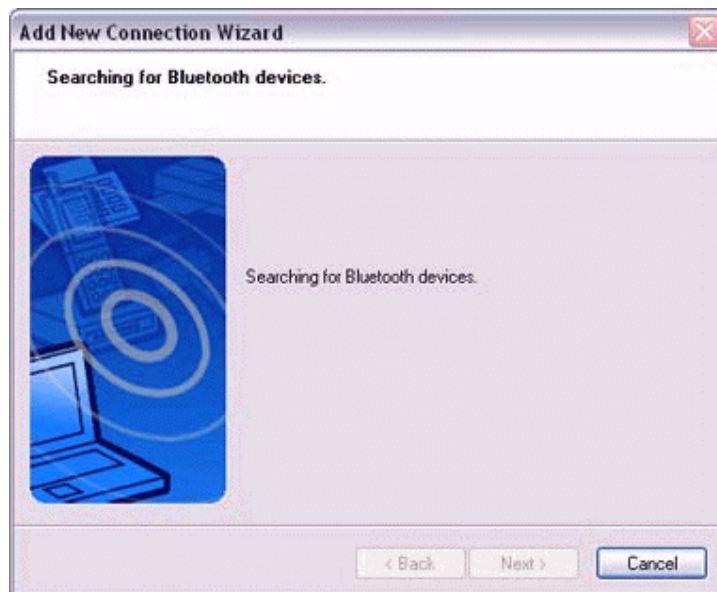 Add New Connection Wizard
Searching for Bluetooth devices.
Searching for Bluetooth devices.
< Back
Next >
Cancel